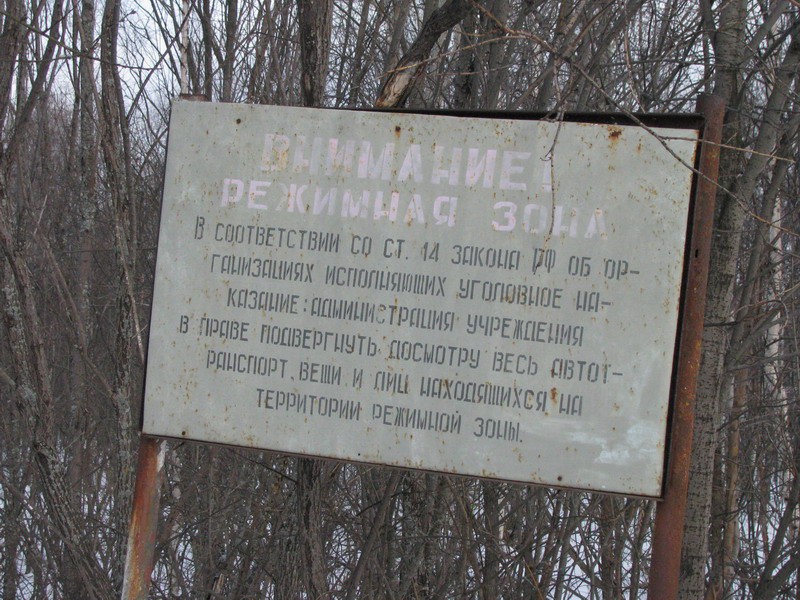 ВНИМАНИЕ!
РЕЖИМНАЯ ЗОНА
В СООТВЕТСТВИИ СО СТ. 14 ЗАКОНА РФ ОБ ОР-
ГАНИЗАЦИЯХ ИСПОЛНЯЮЩИХ УГОЛОВНОЕ НА-
КАЗАНИЕ: АДМИНИСТРАЦИЯ УЧРЕЖДЕНИЯ
В ПРАВЕ ПОДВЕРГНУТЬ ДОСМОТРУ ВЕСЬ АВТОТ-
РАНСПОРТ, ВЕЩИ И ЛИЦ НАХОДЯЩИХСЯ НА
ТЕРРИТОРИИ РЕЖИМНОЙ ЗОНЫ.